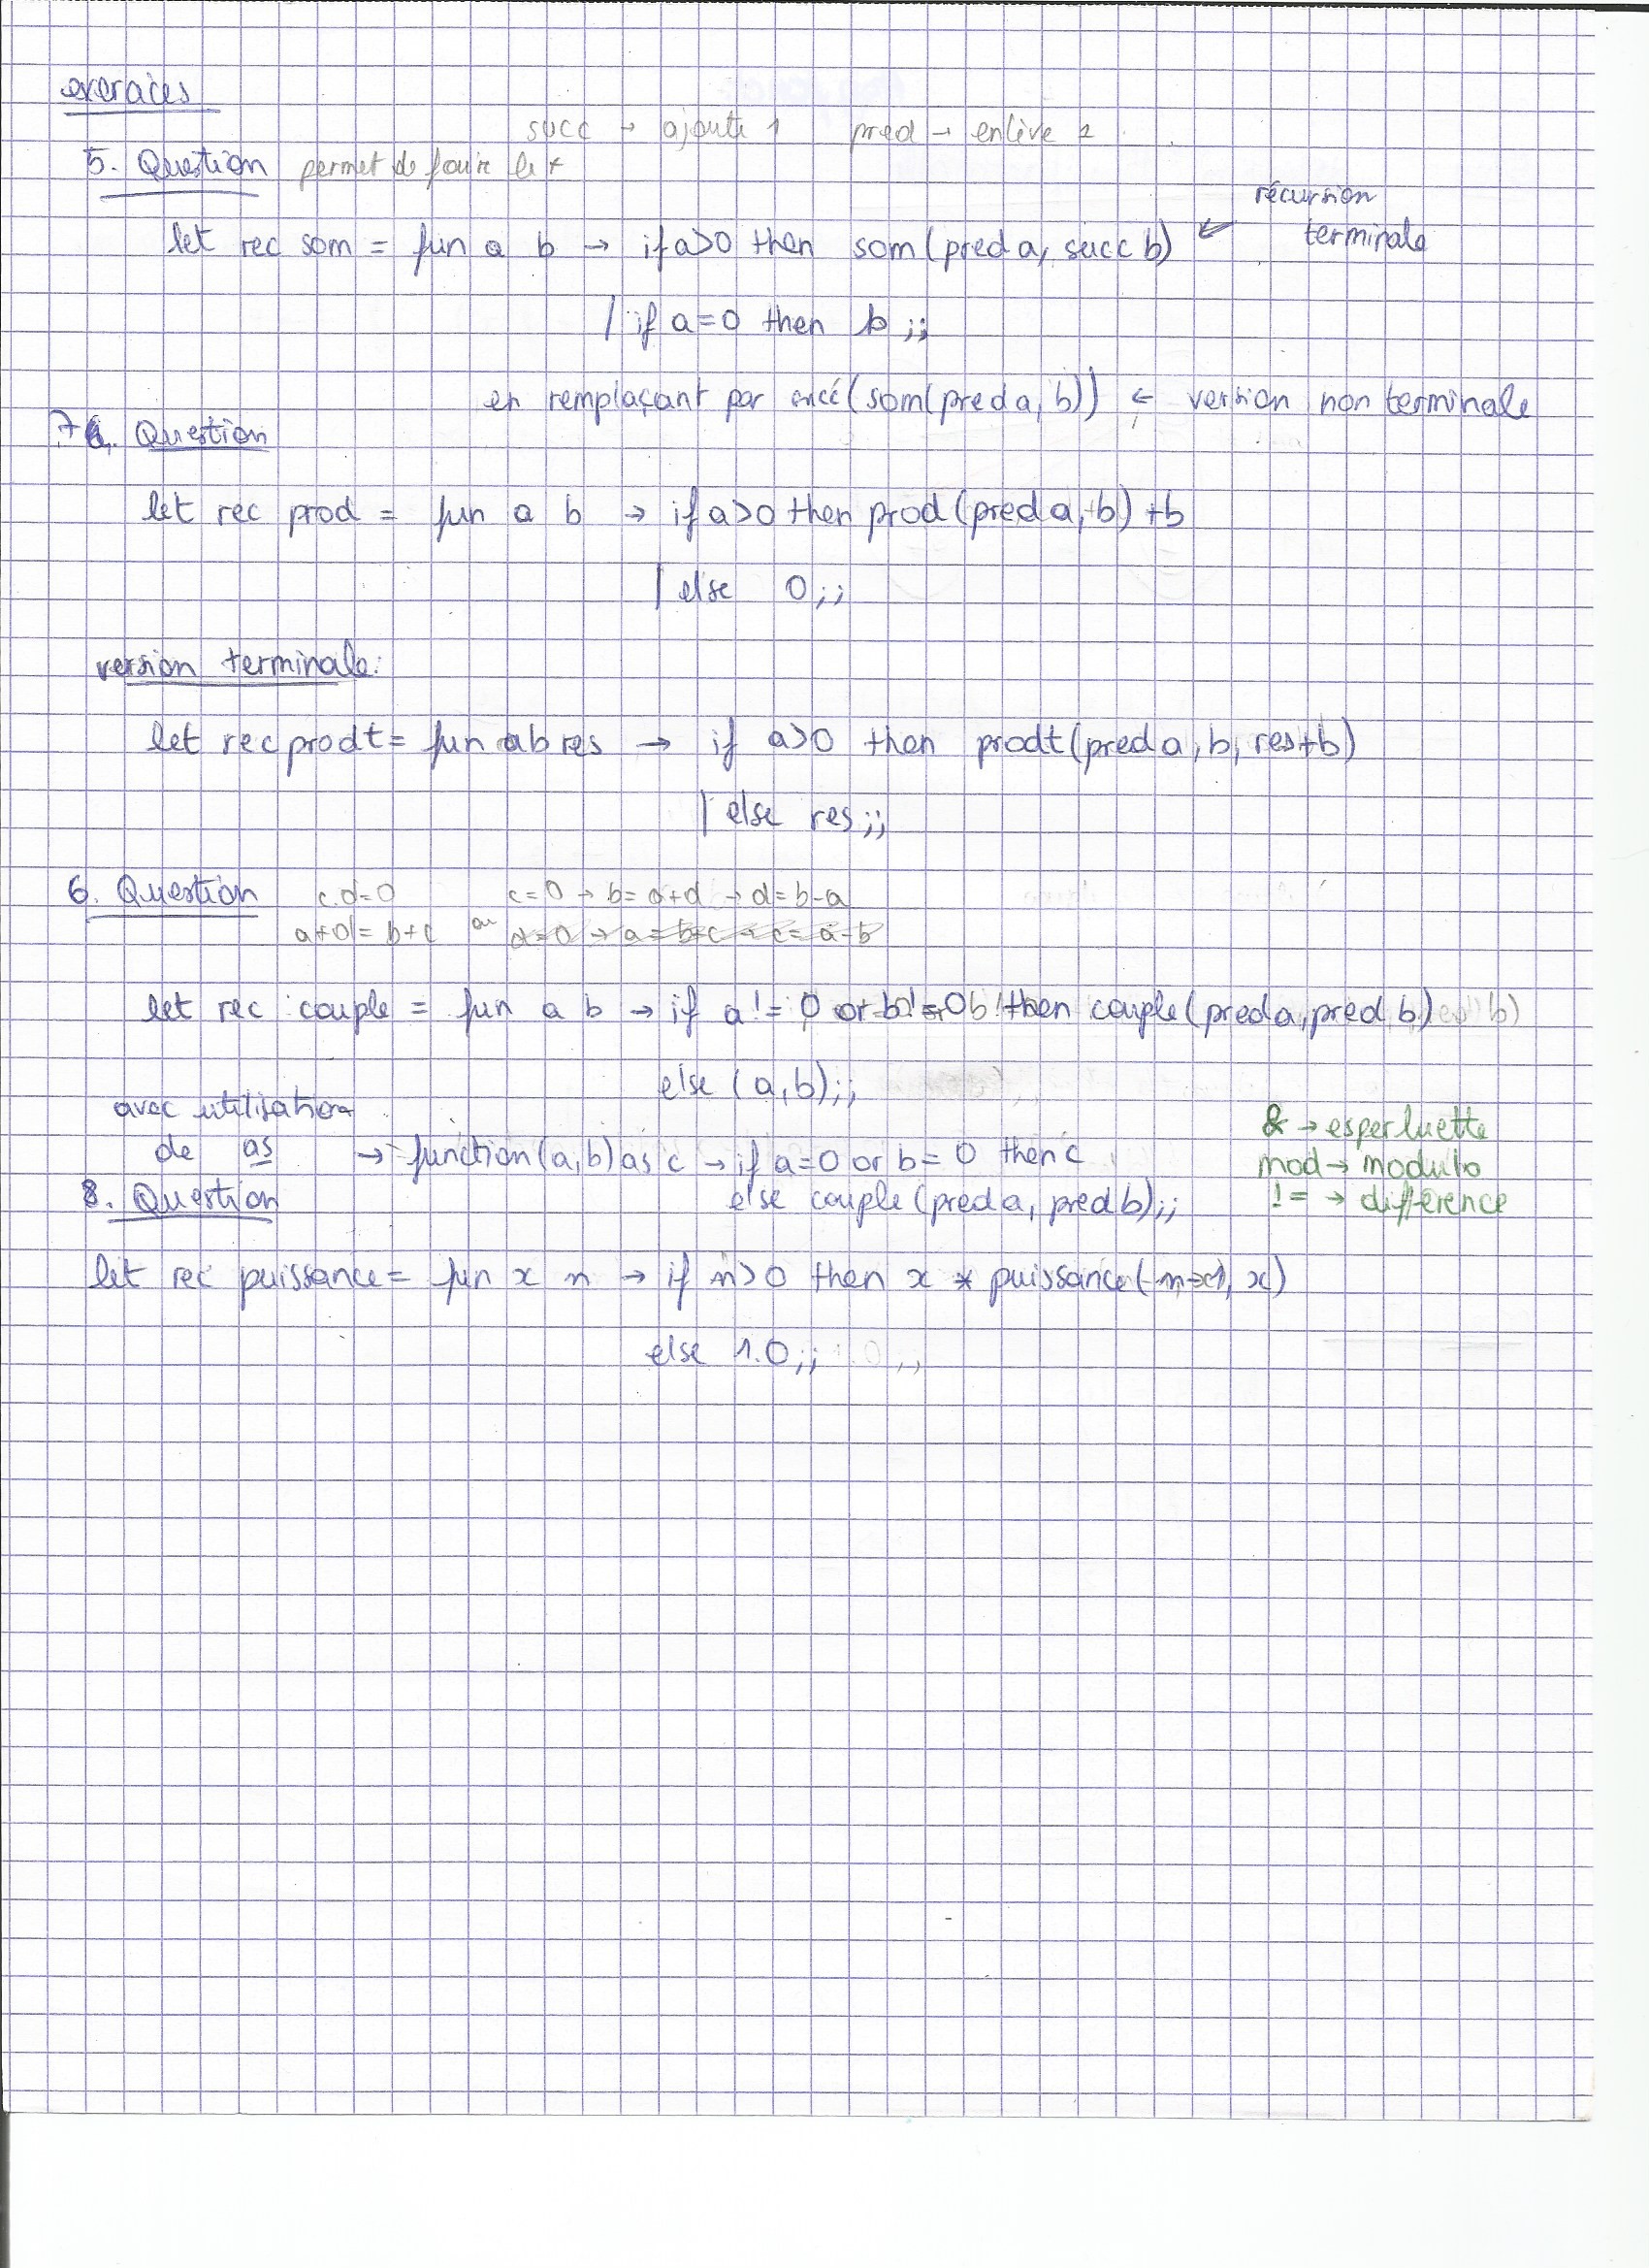 exercices
succ → ajoute 1 pred → enlève 1
5. Question permet de faire le +
récursion
let rec som = fun a b → if a>0 then som(pred a, succ b) ← terminale
| if a=0 then b ;;
en remplaçant par succ(som(pred a, b)) ← version non terminale
7. Question
let rec prod = fun a b → if a>0 then prod(pred a, b) +b
| else 0;;
version terminale:
let rec prodt = fun a b res → if a>0 then prodt(pred a, b, res+b)
| else res;;
6. Question c.d=0 c=0 → b= a+d → d=b-a
a+d= b+c ou d=0 → a= b+c → c= a-b
let rec couple = fun a b → if a != 0 or b != 0 then couple(pred a, pred b)
else (a,b);;
avec utilisation
de as → function(a,b) as c → if a=0 or b=0 then c
& → esperluette
mod → modulo
!= → différence
else couple(pred a, pred b);;
8. Question
let rec puissance = fun x n → if n>0 then x * puissance(n-1, x)
else 1.0;;